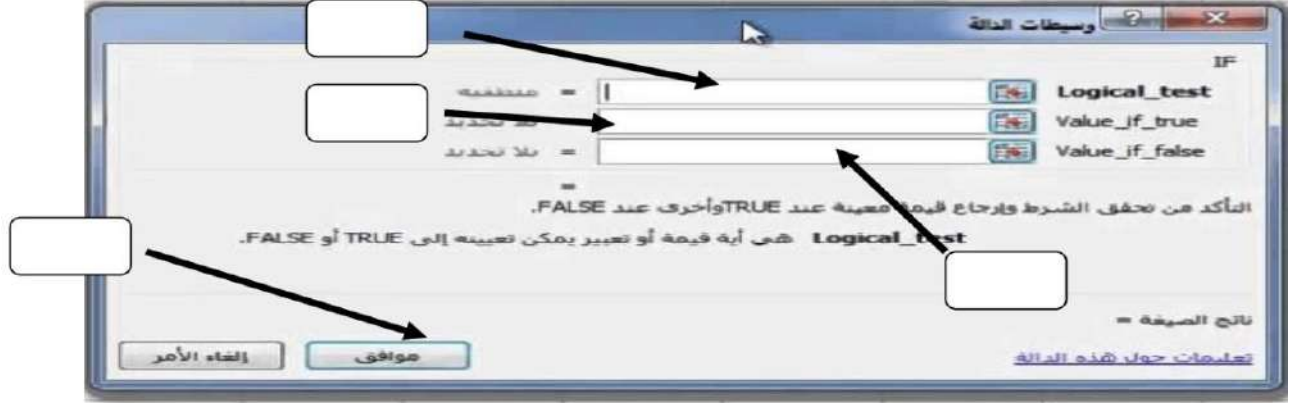 وسيطات الدالة
IF
Logical_test = منطقية
Value_if_true بلا تحديد
Value_if_false = بلا تحديد
=
التأكد من تحقق الشرط وإرجاع قيمة معينة عند TRUEوأخرى عند FALSE.
Logical_test هي أية قيمة أو تعبير يمكن تعيينه إلى TRUE أو FALSE.
ناتج الصيغة =
تعليمات حول هذه الدالة
موافق
إلغاء الأمر